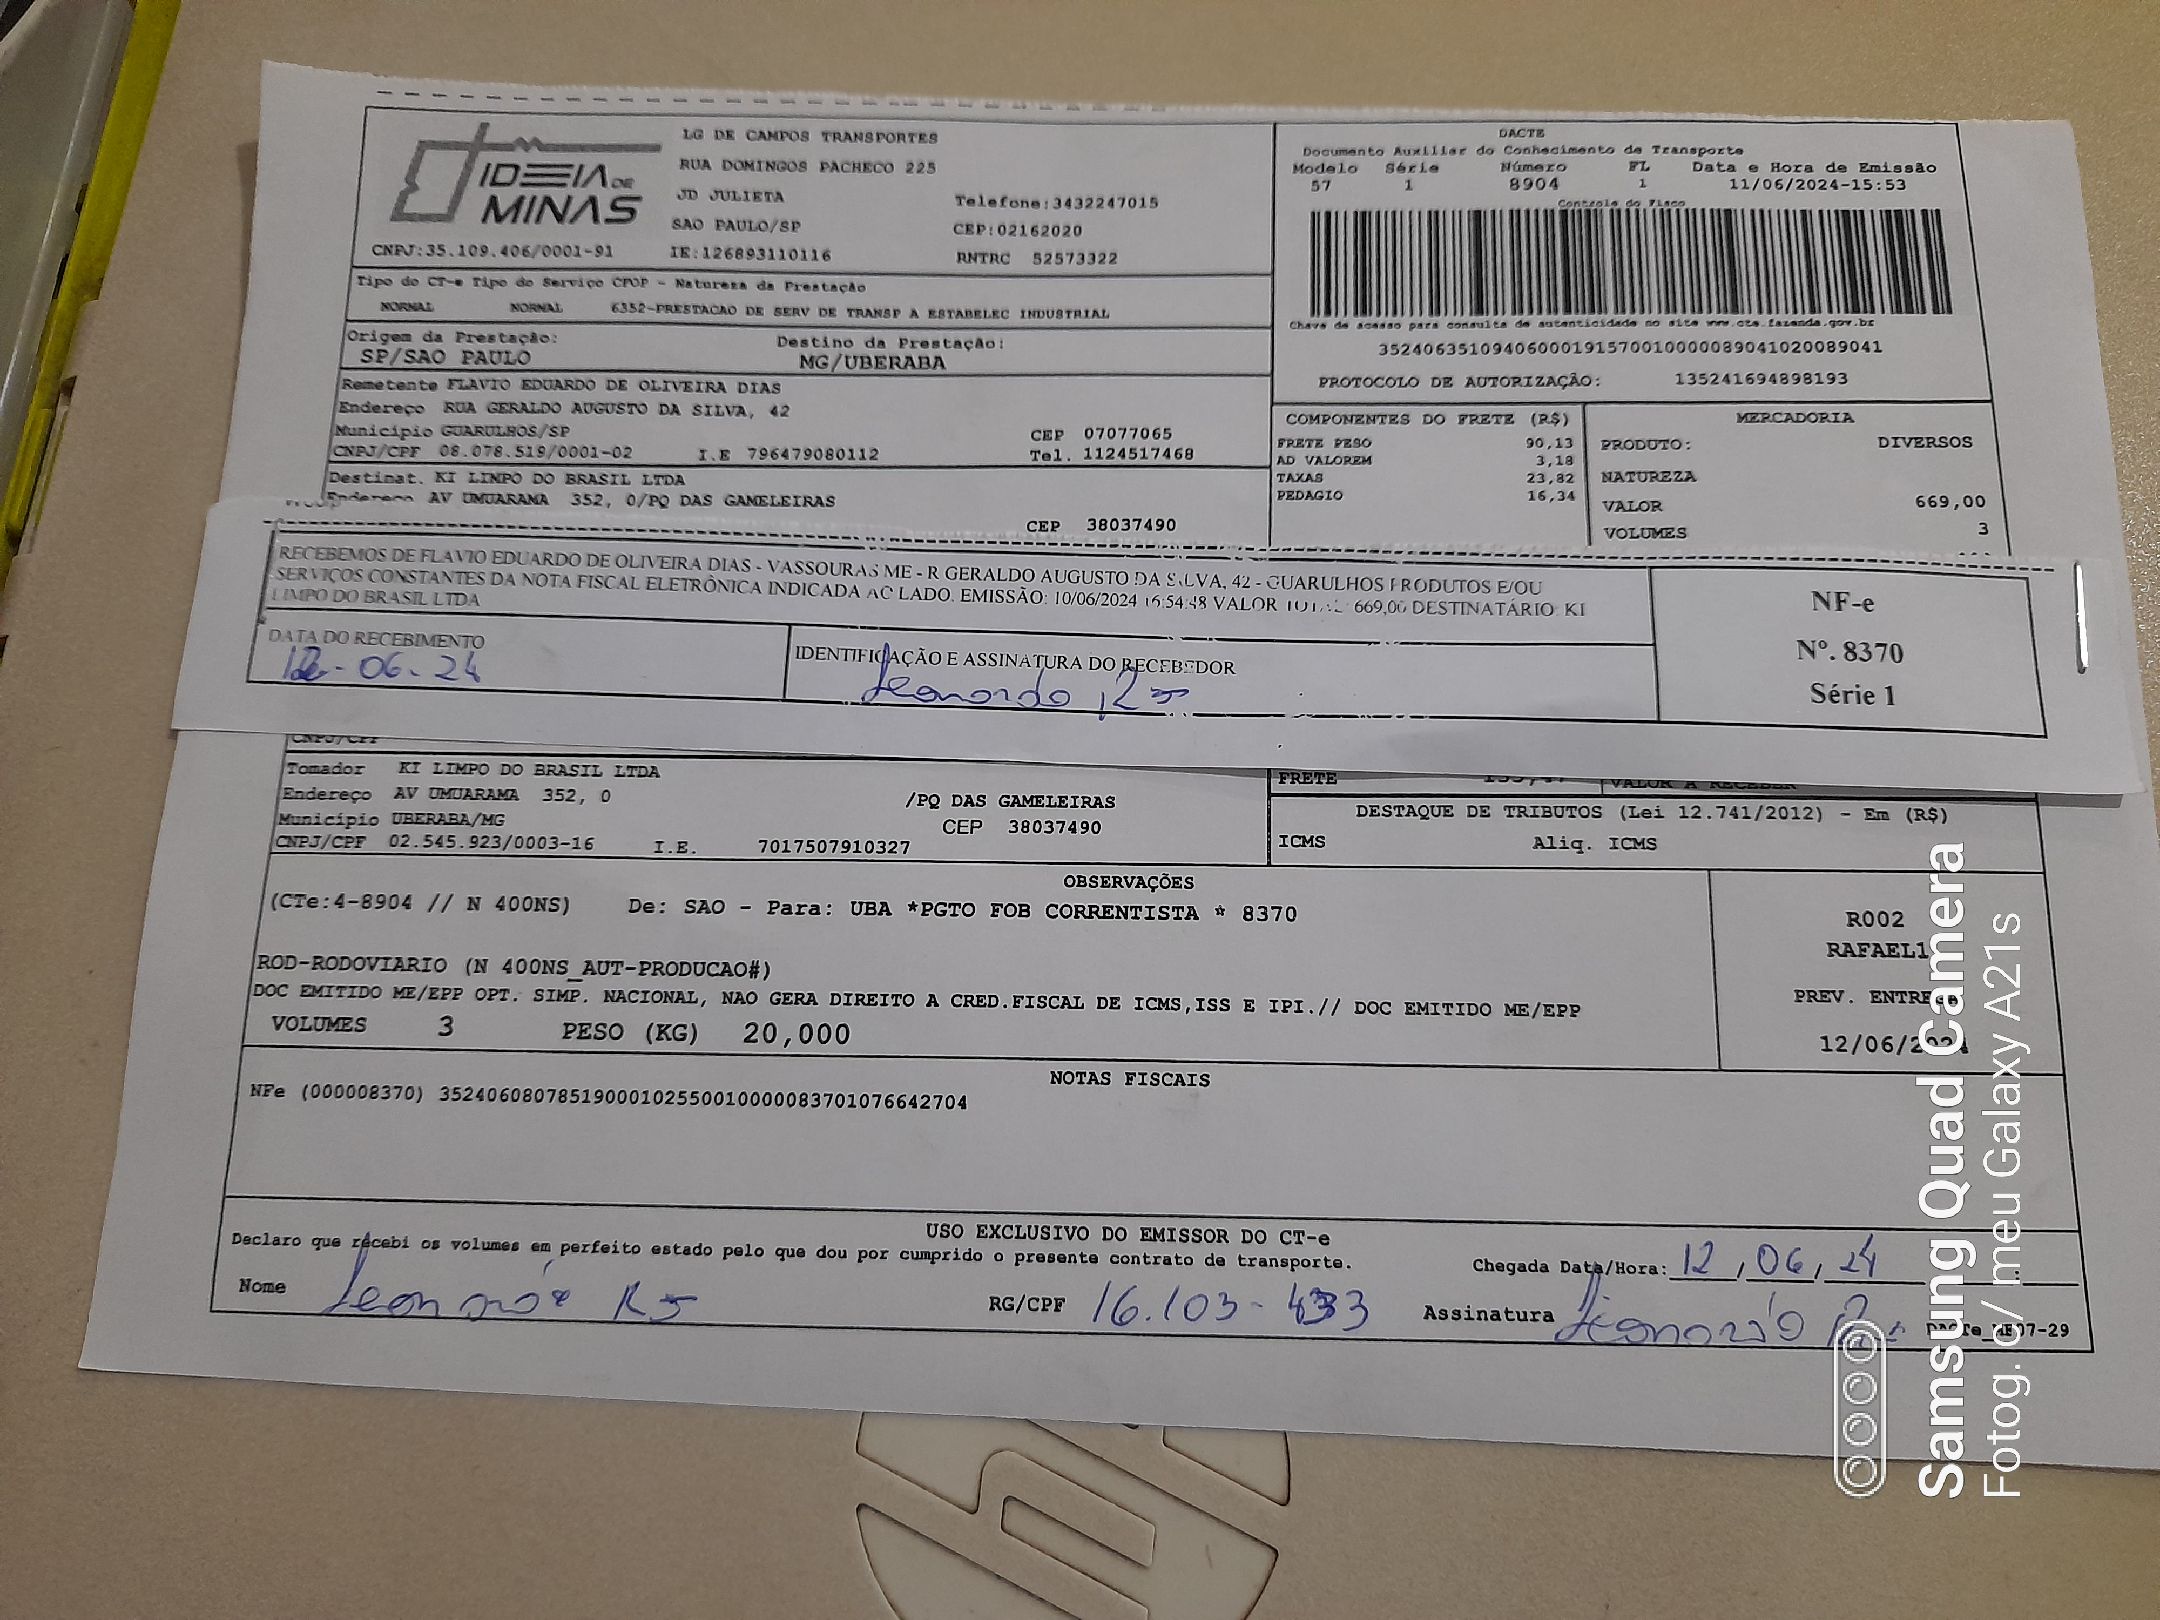 IDEIA DE MINAS
LG DE CAMPOS TRANSPORTES
RUA DOMINGOS PACHECO 225
JD JULIETA
SAO PAULO/SP
Telefone:3432247015
CEP:02162020
CNPJ:35.109.406/0001-91 IE:126893110116 RNTRC 52573322
DACTE
Documento Auxiliar do Conhecimento de Transporte
Modelo Série Número FL Data e Hora de Emissão
57 1 8904 1 11/06/2024-15:53
Controle do Fisco
Chave de acesso para consulta de autenticidade no site www.cte.fazenda.gov.br
35240635109406000191570010000089041020089041
PROTOCOLO DE AUTORIZAÇÃO: 135241694898193
Tipo do CT-e Tipo do Serviço CFOP - Natureza da Prestação
NORMAL NORMAL 6352-PRESTACAO DE SERV DE TRANSP A ESTABELEC INDUSTRIAL
Origem da Prestação: Destino da Prestação:
SP/SAO PAULO MG/UBERABA
Remetente FLAVIO EDUARDO DE OLIVEIRA DIAS
Endereço RUA GERALDO AUGUSTO DA SILVA, 42
Município GUARULHOS/SP CEP 07077065
CNPJ/CPF 08.078.519/0001-02 I.E 796479080112 Tel. 1124517468
Destinat. KI LIMPO DO BRASIL LTDA
Endereço AV UMUARAMA 352, 0/PQ DAS GAMELEIRAS
CEP 38037490
COMPONENTES DO FRETE (R$)
FRETE PESO 90,13
AD VALOREM 3,18
TAXAS 23,82
PEDAGIO 16,34
MERCADORIA
PRODUTO: DIVERSOS
NATUREZA
VALOR 669,00
VOLUMES 3
RECEBEMOS DE FLAVIO EDUARDO DE OLIVEIRA DIAS - VASSOURAS ME - R GERALDO AUGUSTO DA SILVA, 42 - GUARULHOS PRODUTOS E/OU
SERVIÇOS CONSTANTES DA NOTA FISCAL ELETRÔNICA INDICADA AO LADO. EMISSÃO: 10/06/2024 16:54:48 VALOR TOTAL: 669,00 DESTINATÁRIO: KI
LIMPO DO BRASIL LTDA
DATA DO RECEBIMENTO
12-06.24
IDENTIFICAÇÃO E ASSINATURA DO RECEBEDOR
Leonardo
NF-e
Nº. 8370
Série 1
CNPJ/CPF
Tomador KI LIMPO DO BRASIL LTDA
Endereço AV UMUARAMA 352, 0 /PQ DAS GAMELEIRAS
Município UBERABA/MG CEP 38037490
CNPJ/CPF 02.545.923/0003-16 I.E. 7017507910327
FRETE VALOR A RECEBER
DESTAQUE DE TRIBUTOS (Lei 12.741/2012) - Em (R$)
ICMS Aliq. ICMS
OBSERVAÇÕES
(CTe:4-8904 // N 400NS) De: SAO - Para: UBA *PGTO FOB CORRENTISTA * 8370
ROD-RODOVIARIO (N 400NS_AUT-PRODUCAO#)
DOC EMITIDO ME/EPP OPT. SIMP. NACIONAL, NAO GERA DIREITO A CRED.FISCAL DE ICMS,ISS E IPI.// DOC EMITIDO ME/EPP
VOLUMES 3 PESO (KG) 20,000
R002
RAFAEL1
PREV. ENTREGA
12/06/2024
NOTAS FISCAIS
NFe (000008370) 35240608078519000102550010000083701076642704
USO EXCLUSIVO DO EMISSOR DO CT-e
Declaro que recebi os volumes em perfeito estado pelo que dou por cumprido o presente contrato de transporte.
Chegada Data/Hora: 12,06,24
Nome RG/CPF 16.103- Assinatura
DACTe_MB07-29
Samsung Quad Camera
Fotog. c/ meu Galaxy A21s